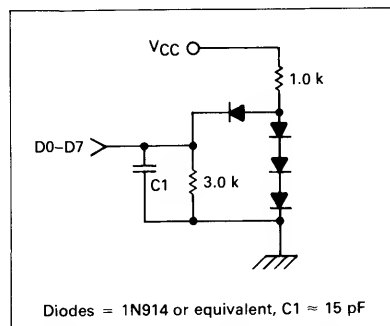 VCC
1.0 k
D0–D7
C1
3.0 k
Diodes = 1N914 or equivalent, C1 ≈ 15 pF